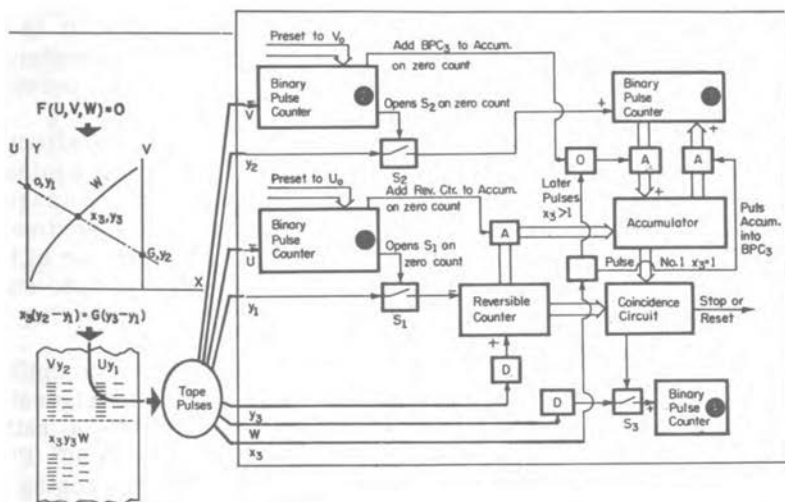 F(U,V,W)=0
U Y
V
0,y₁
W
x₃,y₃
G,y₂
X
x₃(y₂−y₁)=G(y₃−y₁)
Vy₂ Uy₁
x₃y₃W
Tape
Pulses
Preset to V₀
Add BPC₃ to Accum.
on zero count
Binary
Pulse
Counter
V
Opens S₂ on zero count
y₂
S₂
Preset to U₀
Add Rev. Ctr. to Accum.
on zero count
Binary
Pulse
Counter
U
Opens S₁ on
zero count
y₁
S₁
A
Reversible
Counter
+
D
y₃
W
x₃
D
Binary
Pulse
Counter
+
O
A
A
+
+
Later
Pulses
x₃>1
Accumulator
Puts
Accum.
into
BPC₃
Pulse No.1 x₃=1
Coincidence
Circuit
Stop or
Reset
S₃
+
Binary
Pulse
Counter